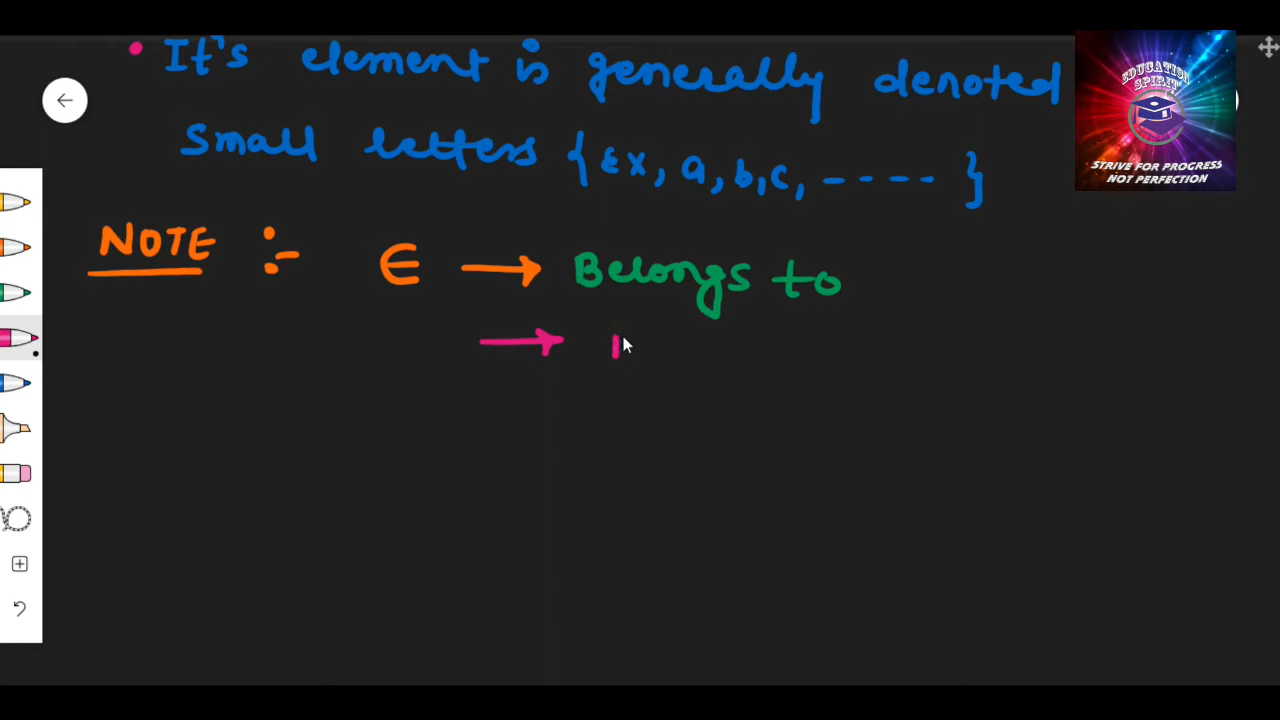 • It's element is generally denoted
Small letters { Ex, a, b, c, ----- }
NOTE :- ∈ → Belongs to
→
EDUCATION
SPIRIT
STRIVE FOR PROGRESS
NOT PERFECTION